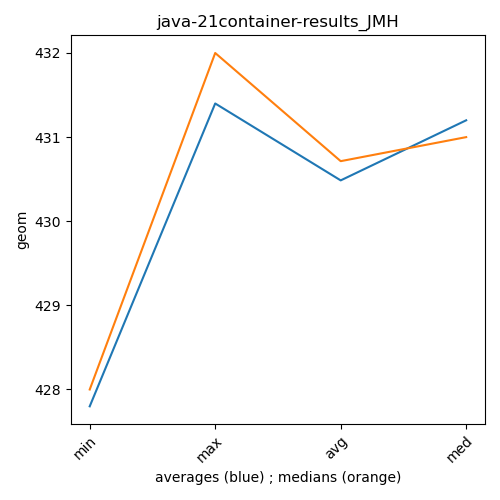 java-21container-results_JMH
432
431
430
429
428
geom
min
max
avg
med
averages (blue) ; medians (orange)